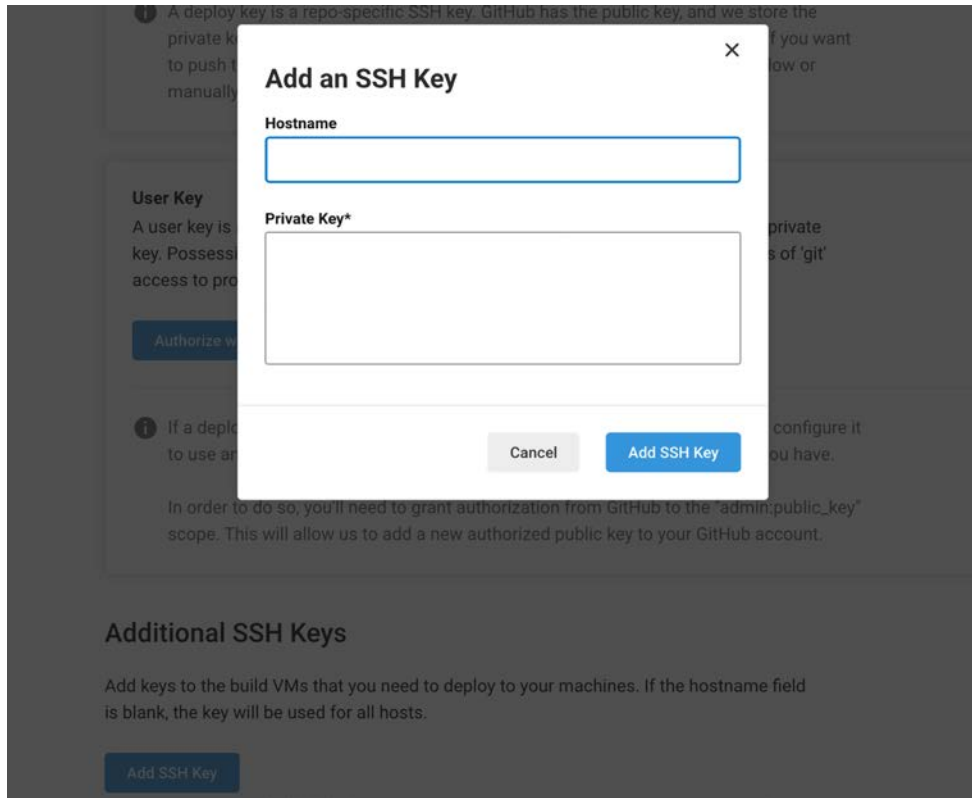 A deploy key is a repo-specific SSH key. GitHub has the public key, and we store the
private k
f you want
to push t
low or
manually
Add an SSH Key
Hostname
Private Key*
Cancel
Add SSH Key
User Key
A user key is
private
key. Possessi
s of 'git'
access to pro
Authorize w
If a deplo
configure it
to use an
ou have.
In order to do so, you'll need to grant authorization from GitHub to the "admin:public_key"
scope. This will allow us to add a new authorized public key to your GitHub account.
Additional SSH Keys
Add keys to the build VMs that you need to deploy to your machines. If the hostname field
is blank, the key will be used for all hosts.
Add SSH Key